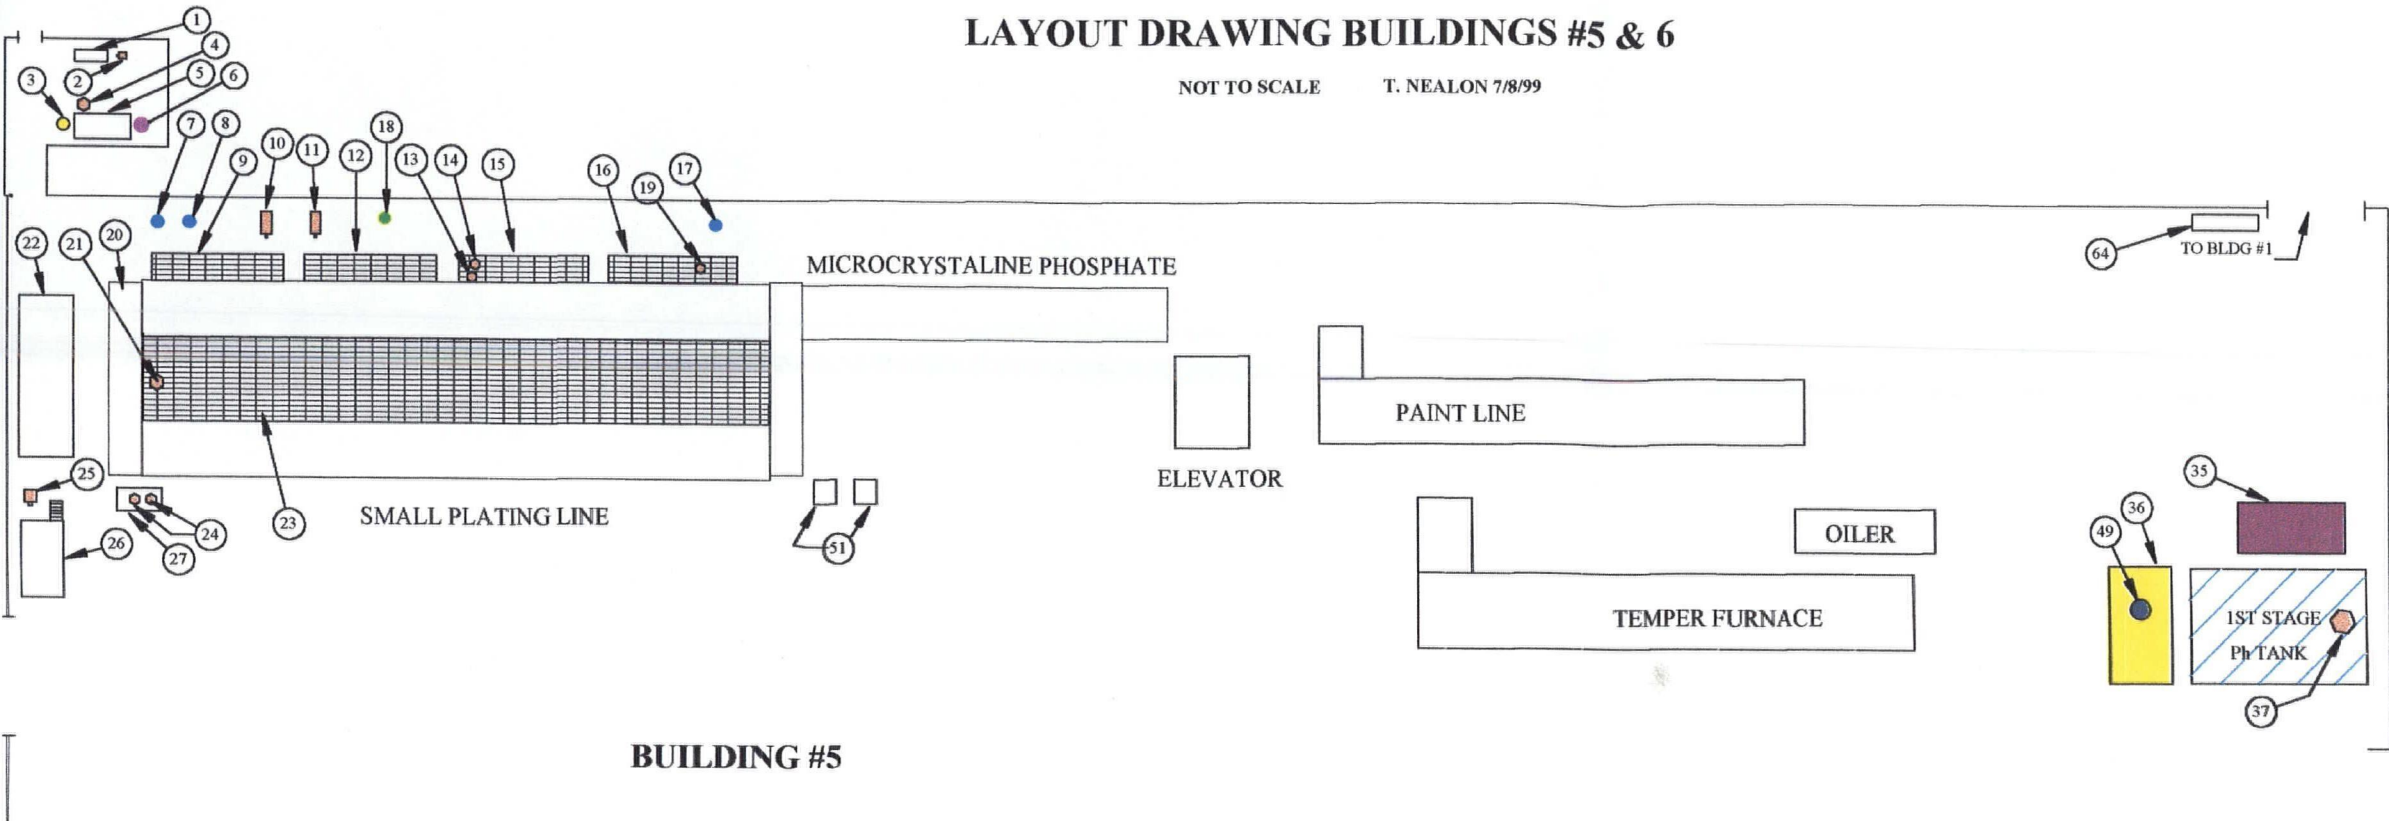 LAYOUT DRAWING BUILDINGS #5 & 6
NOT TO SCALE T. NEALON 7/8/99
1
4
3
2
5
6
7
8
9
10
11
12
18
13
14
15
16
19
17
22
21
20
MICROCRYSTALINE PHOSPHATE
64
TO BLDG #1
PAINT LINE
ELEVATOR
25
35
SMALL PLATING LINE
23
24
26
27
51
OILER
49
36
TEMPER FURNACE
1ST STAGE
Ph TANK
37
BUILDING #5